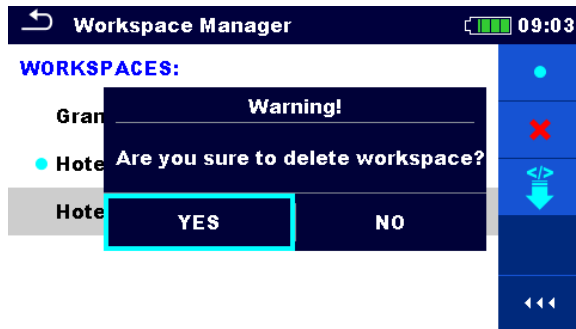 Workspace Manager 09:03
WORKSPACES:
Gran
Warning!
Hote
Are you sure to delete workspace?
Hote
YES NO